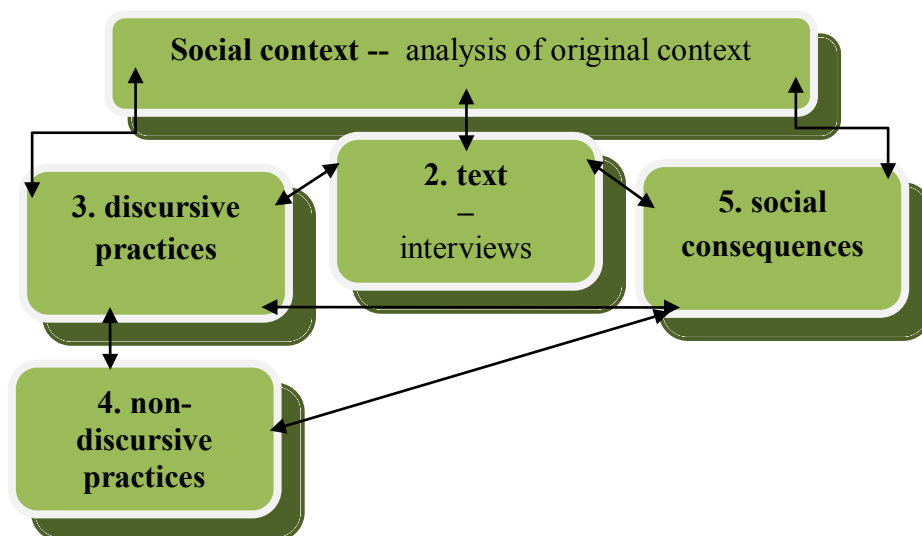 Social context -- analysis of original context
2. text
–
interviews
3. discursive
practices
5. social
consequences
4. non-
discursive
practices